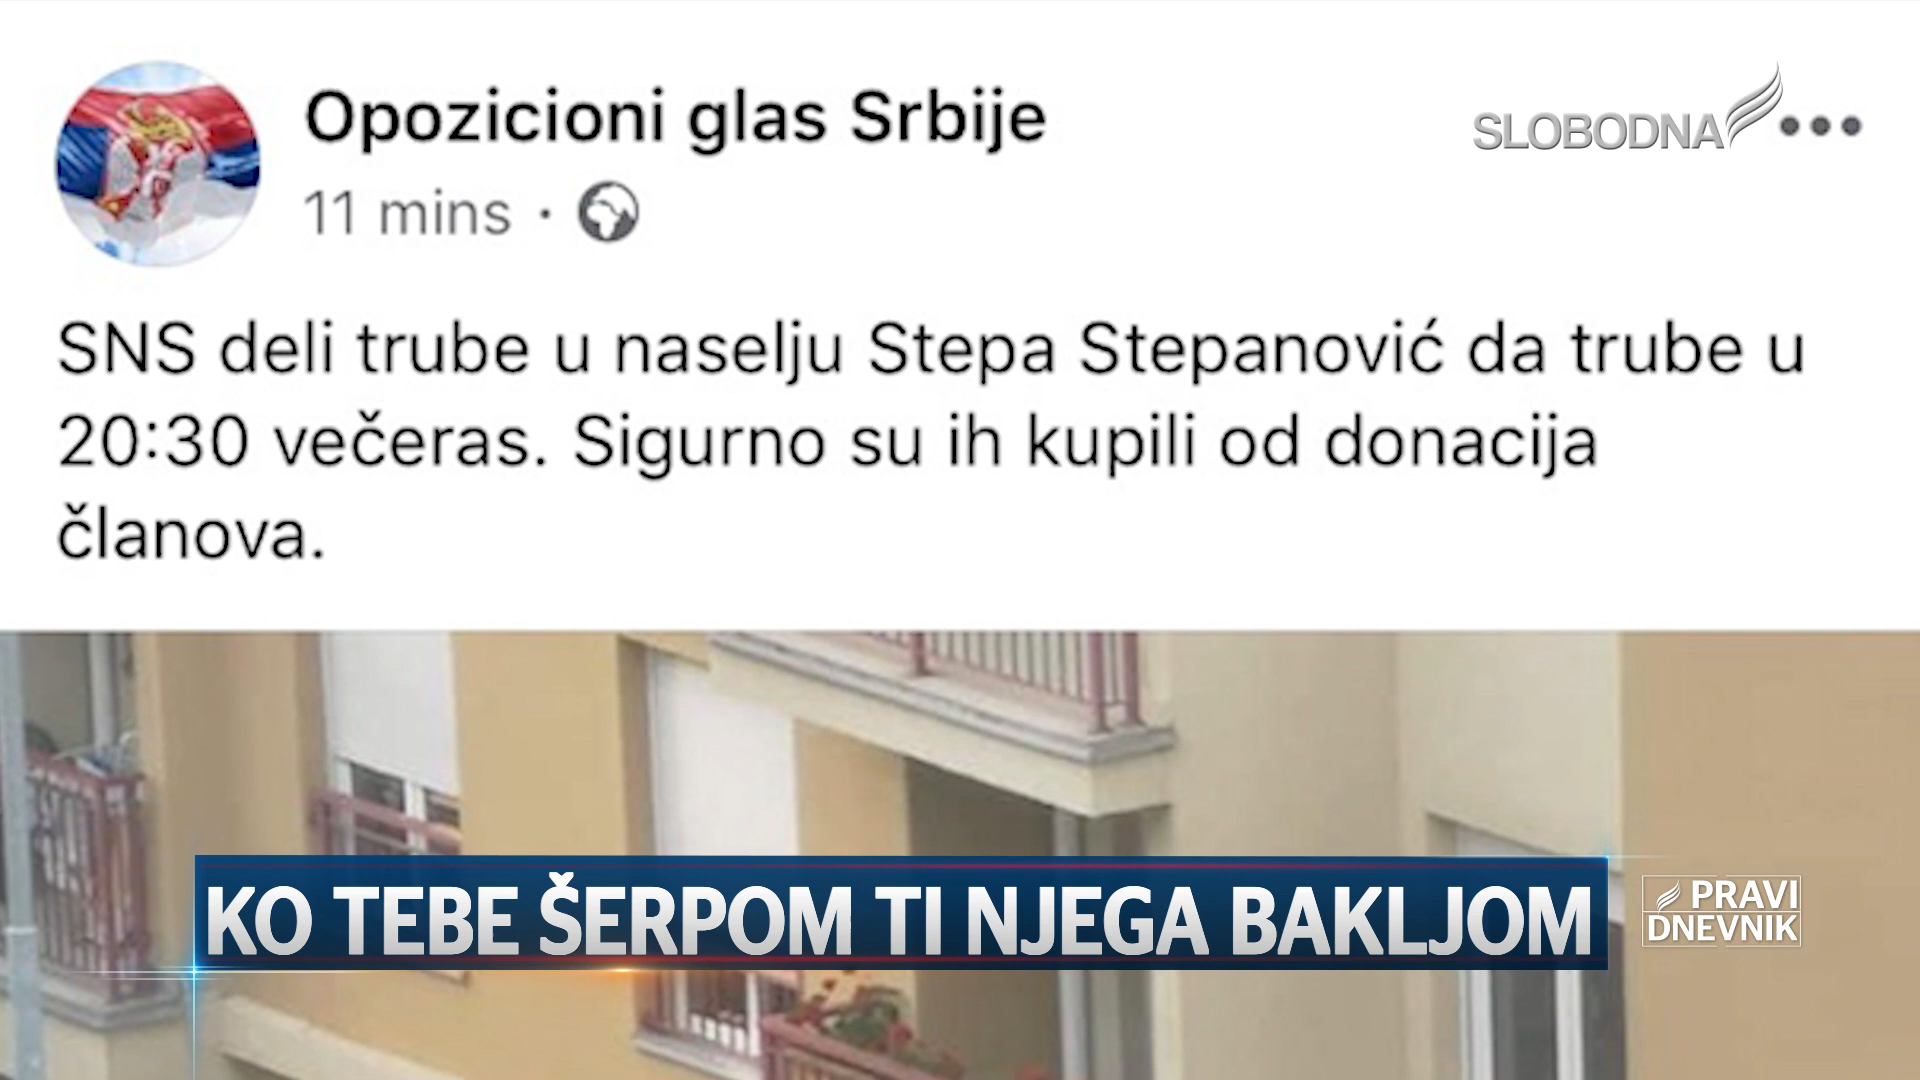 Opozicioni glas Srbije
SLOBODNA
11 mins ·
SNS deli trube u naselju Stepa Stepanović da trube u
20:30 večeras. Sigurno su ih kupili od donacija
članova.
KO TEBE ŠERPOM TI NJEGA BAKLJOM
PRAVI
DNEVNIK